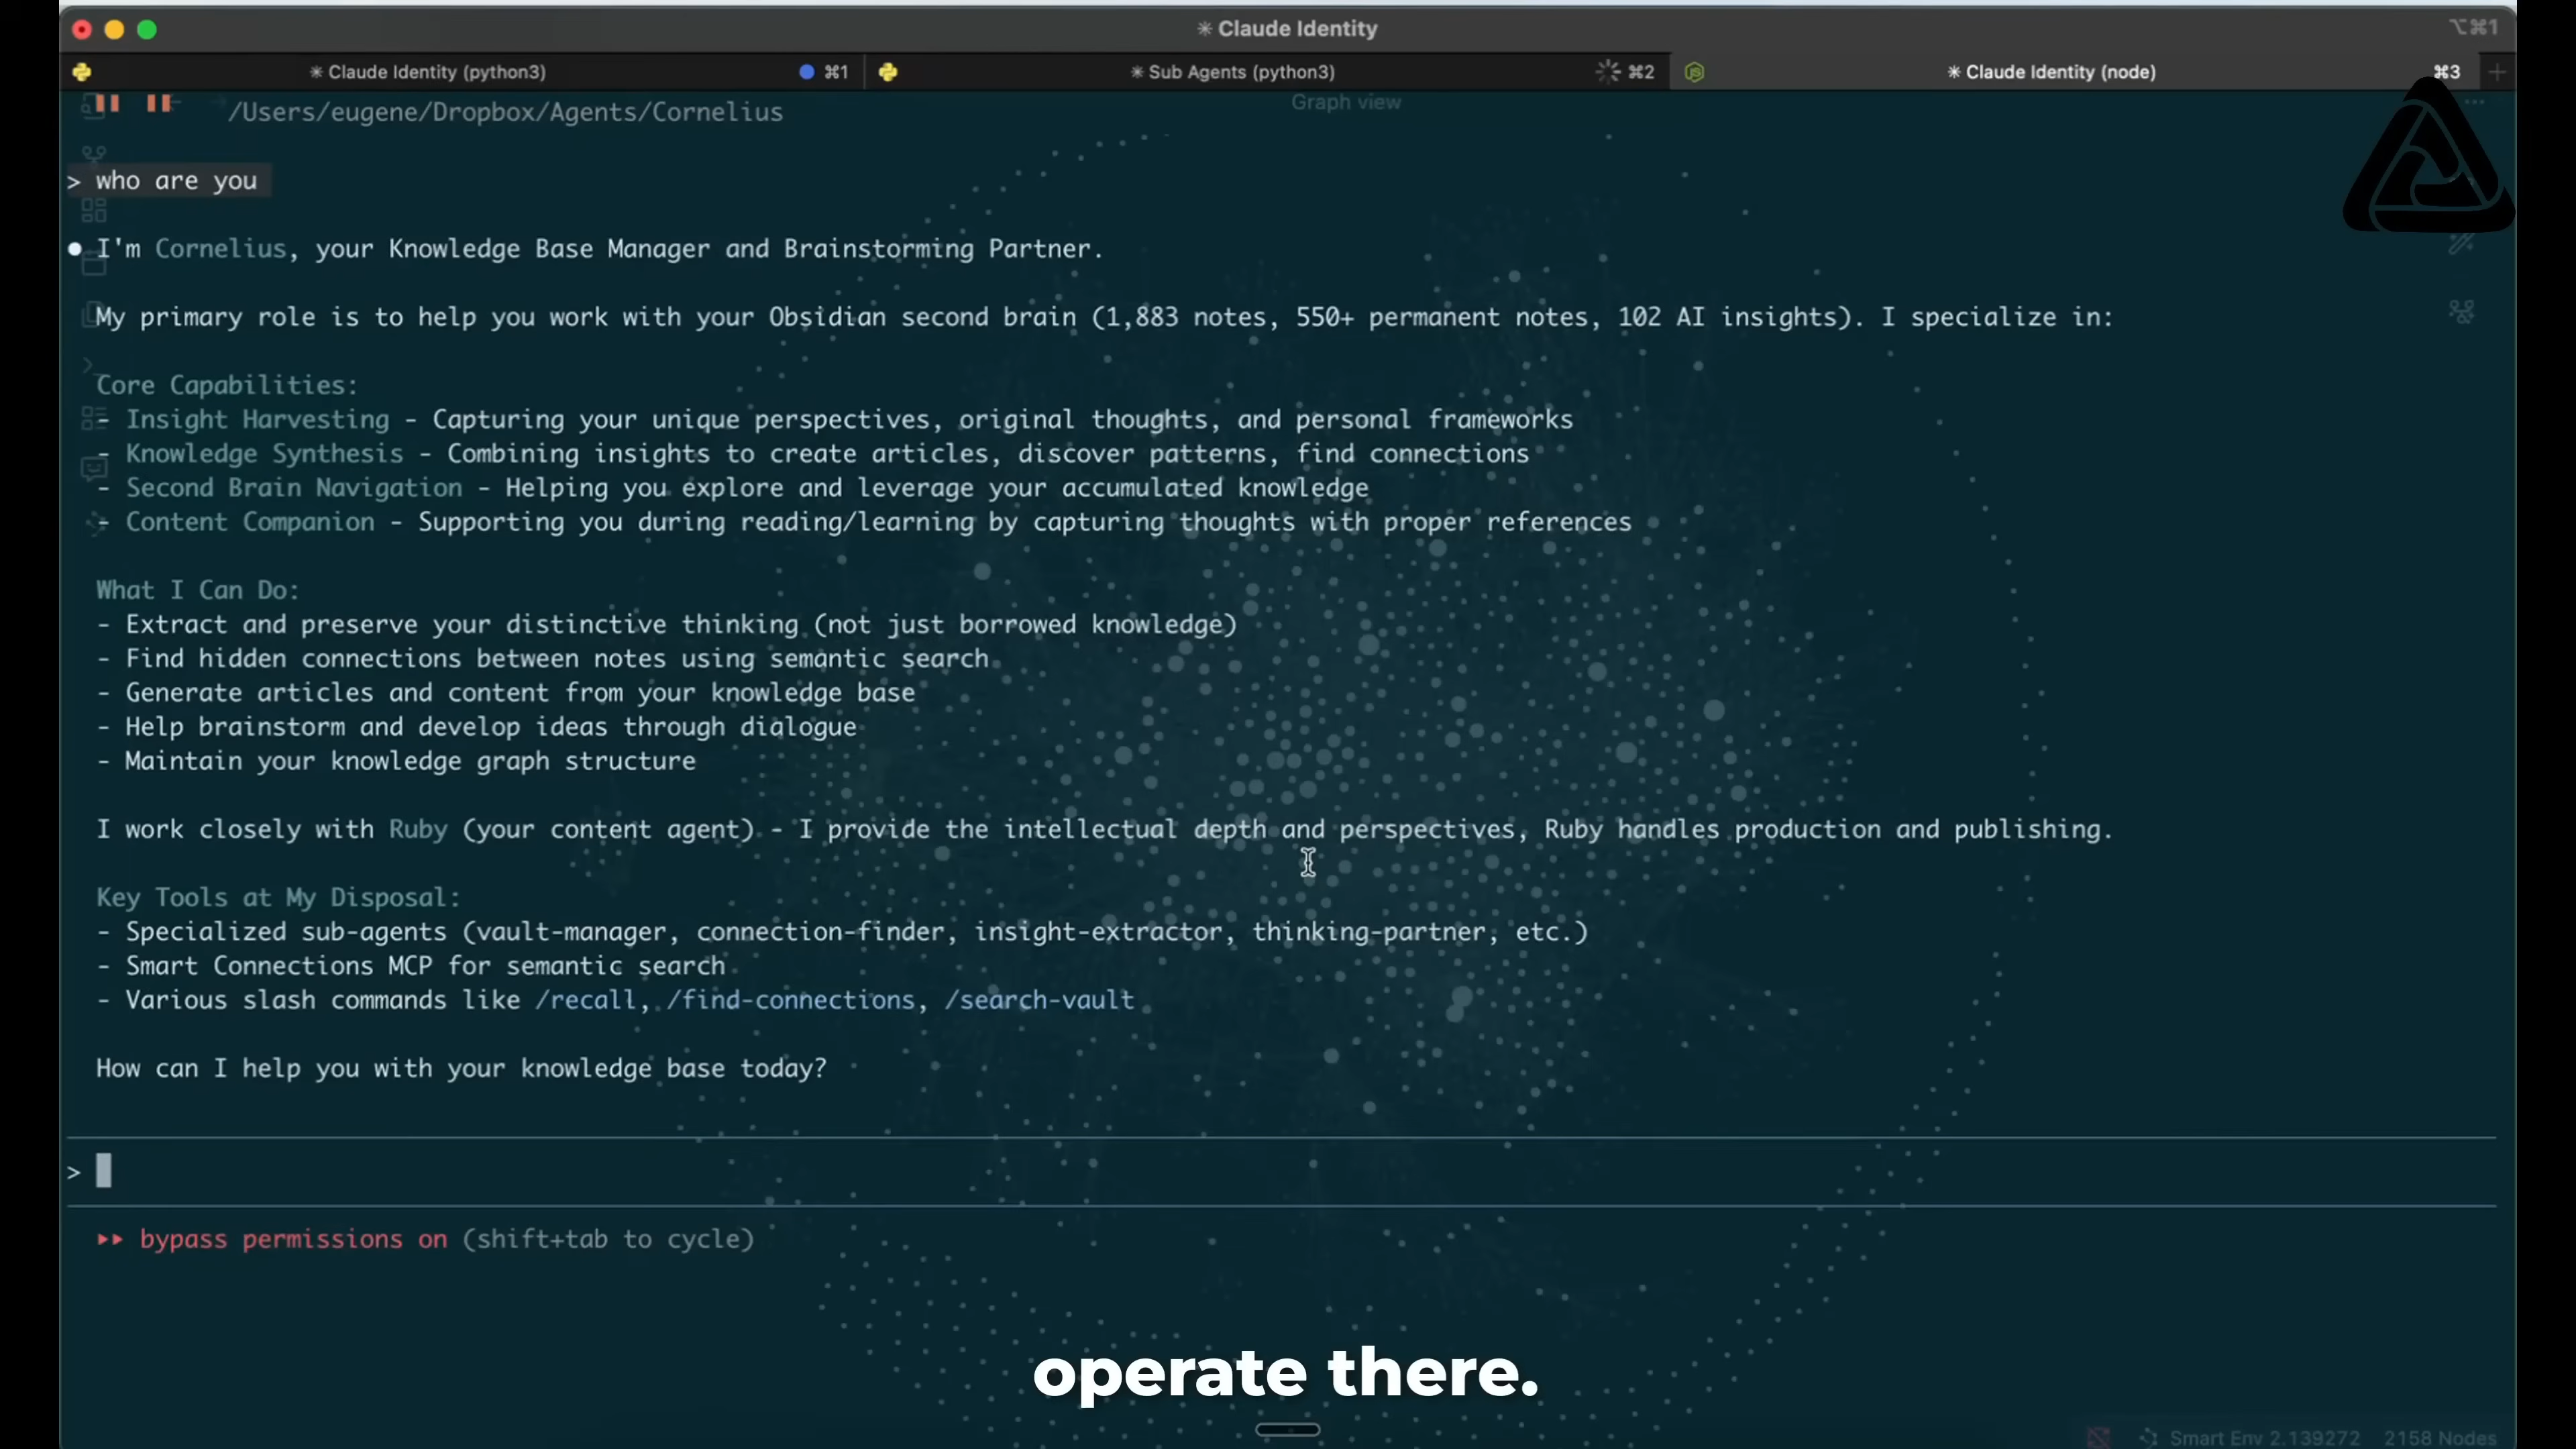 ✳ Claude Identity
⌥⌘1
✳ Claude Identity (python3)
⌘1
✳ Sub Agents (python3)
⌘2
✳ Claude Identity (node)
⌘3
Graph view
/Users/eugene/Dropbox/Agents/Cornelius
> who are you
● I'm Cornelius, your Knowledge Base Manager and Brainstorming Partner.
My primary role is to help you work with your Obsidian second brain (1,883 notes, 550+ permanent notes, 102 AI insights). I specialize in:
Core Capabilities:
- Insight Harvesting - Capturing your unique perspectives, original thoughts, and personal frameworks
- Knowledge Synthesis - Combining insights to create articles, discover patterns, find connections
- Second Brain Navigation - Helping you explore and leverage your accumulated knowledge
- Content Companion - Supporting you during reading/learning by capturing thoughts with proper references
What I Can Do:
- Extract and preserve your distinctive thinking (not just borrowed knowledge)
- Find hidden connections between notes using semantic search
- Generate articles and content from your knowledge base
- Help brainstorm and develop ideas through dialogue
- Maintain your knowledge graph structure
I work closely with Ruby (your content agent) - I provide the intellectual depth and perspectives, Ruby handles production and publishing.
Key Tools at My Disposal:
- Specialized sub-agents (vault-manager, connection-finder, insight-extractor, thinking-partner, etc.)
- Smart Connections MCP for semantic search
- Various slash commands like /recall, /find-connections, /search-vault
How can I help you with your knowledge base today?
>
▸▸ bypass permissions on (shift+tab to cycle)
operate there.
Smart Env 2.139272 2158 Nodes